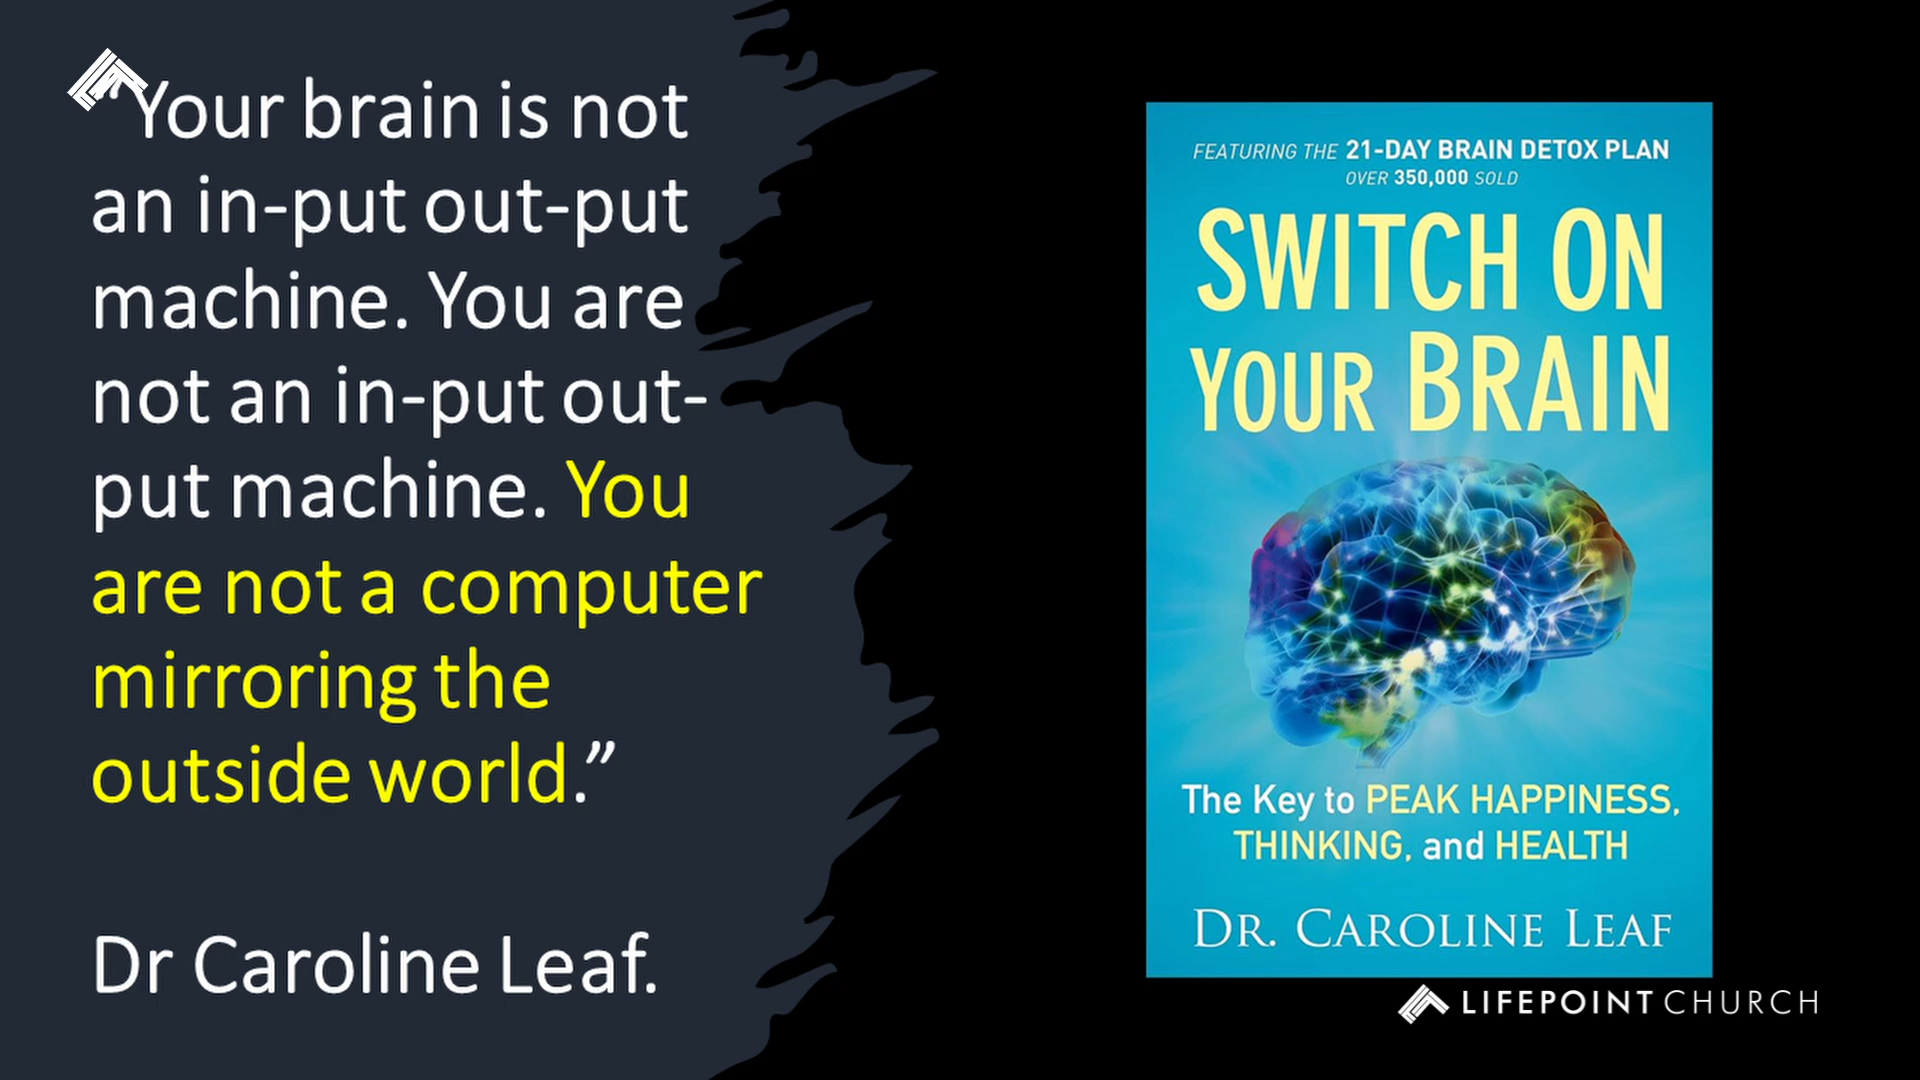 “Your brain is not
an in-put out-put
machine. You are
not an in-put out-
put machine. You
are not a computer
mirroring the
outside world.”
Dr Caroline Leaf.
FEATURING THE 21-DAY BRAIN DETOX PLAN
OVER 350,000 SOLD
SWITCH ON
YOUR BRAIN
The Key to PEAK HAPPINESS,
THINKING, and HEALTH
DR. CAROLINE LEAF
LIFEPOINT CHURCH